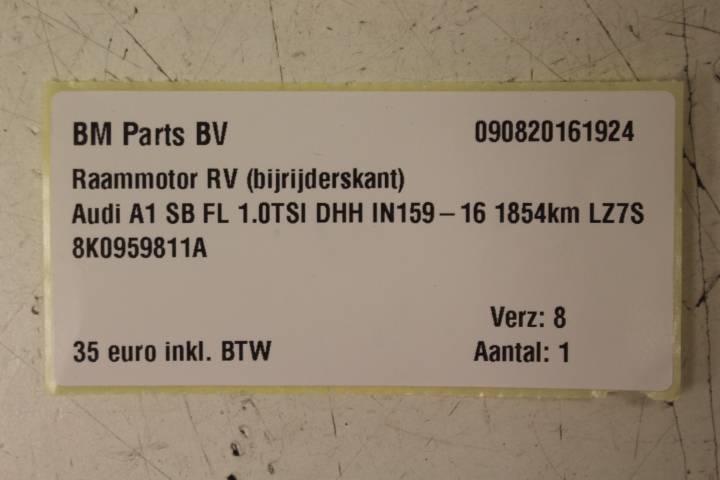 BM Parts BV 090820161924
Raammotor RV (bijrijderskant)
Audi A1 SB FL 1.0TSI DHH IN159-16 1854km LZ7S
8K0959811A
Verz: 8
35 euro inkl. BTW Aantal: 1